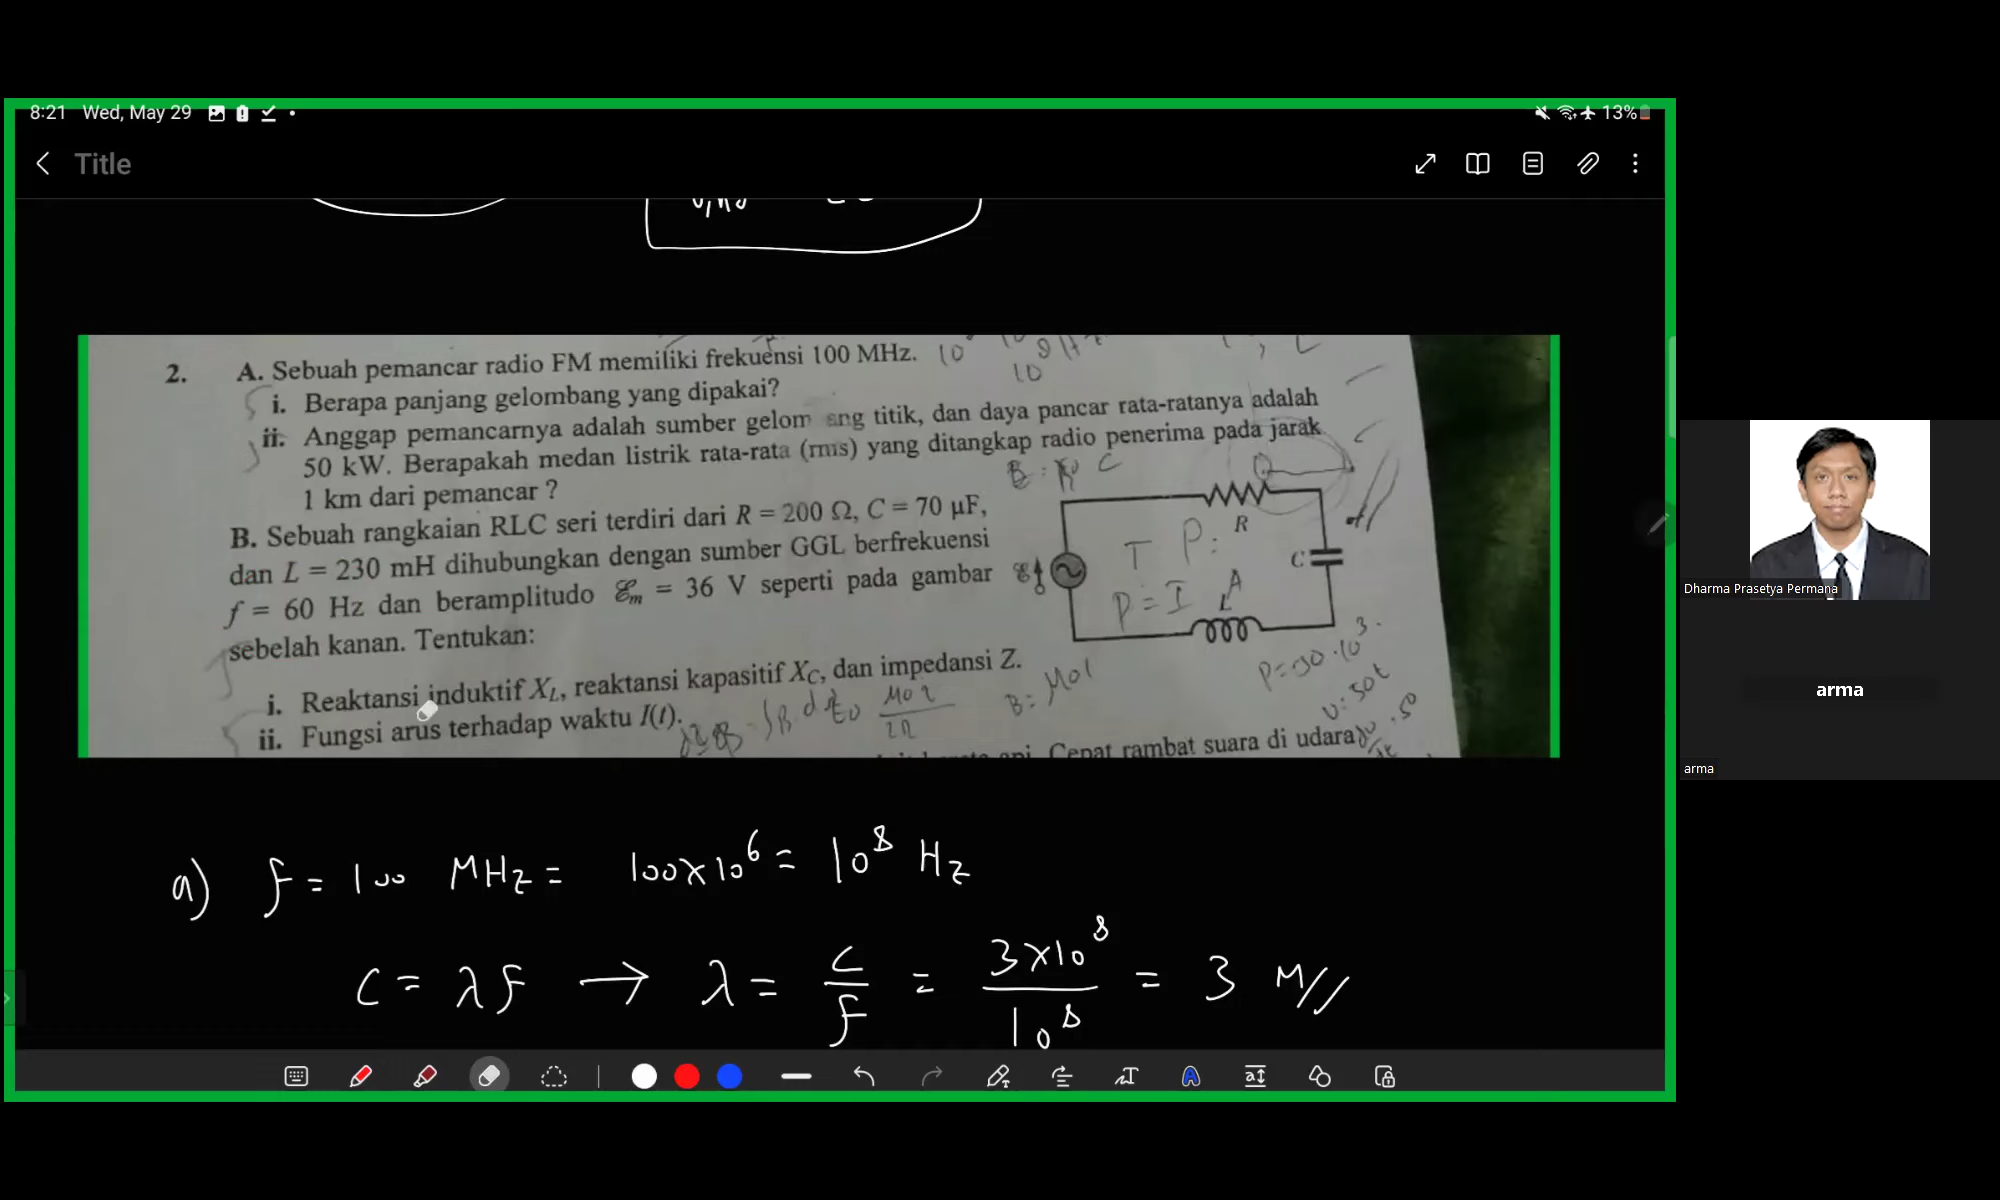 8:21 Wed, May 29
13%
Title
2. A. Sebuah pemancar radio FM memiliki frekuensi 100 MHz.
i. Berapa panjang gelombang yang dipakai?
ii. Anggap pemancarnya adalah sumber gelom ang titik, dan daya pancar rata-ratanya adalah
50 kW. Berapakah medan listrik rata-rata (rms) yang ditangkap radio penerima pada jarak
1 km dari pemancar ?
B. Sebuah rangkaian RLC seri terdiri dari R = 200 Ω, C = 70 µF,
dan L = 230 mH dihubungkan dengan sumber GGL berfrekuensi
f = 60 Hz dan beramplitudo ℰm = 36 V seperti pada gambar
sebelah kanan. Tentukan:
i. Reaktansi induktif XL, reaktansi kapasitif XC, dan impedansi Z.
ii. Fungsi arus terhadap waktu I(t).
Cepat rambat suara di udara
R
C
L
P = I A
a) f = 100 MHz = 100x10^6 = 10^8 Hz
C = λf → λ = C/f = 3x10^8/10^8 = 3 M//
Dharma Prasetya Permana
arma
arma